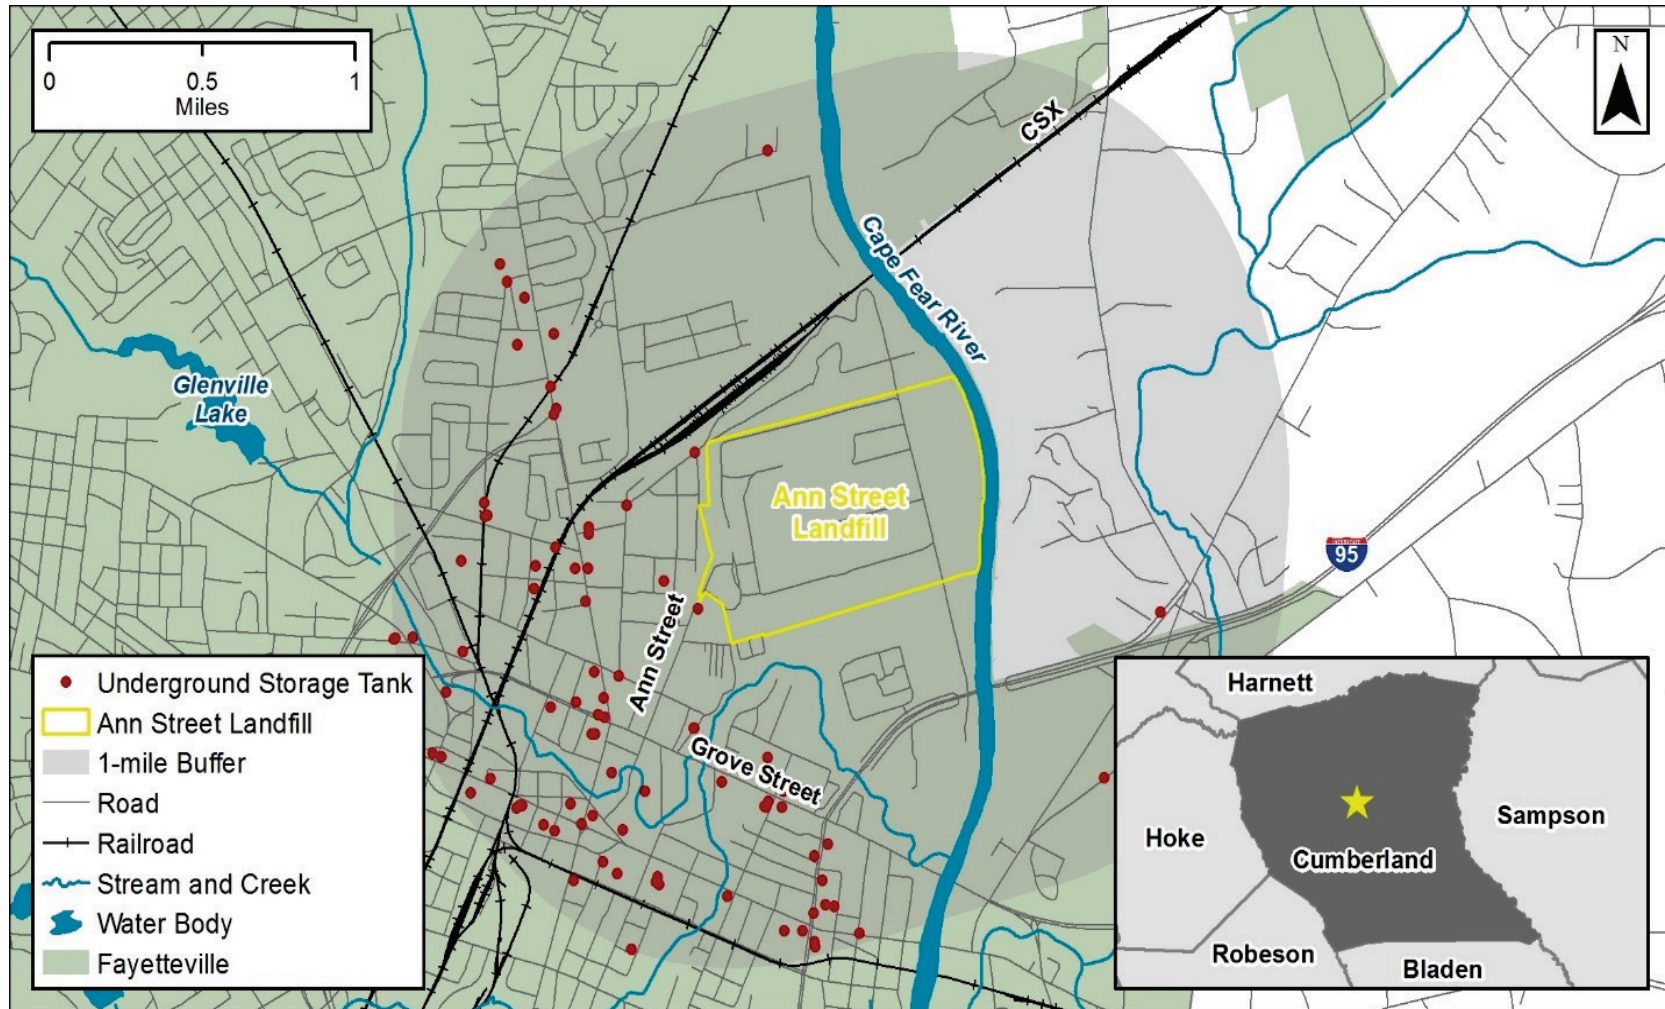 0 0.5 1
Miles
N
CSX
Cape Fear River
Glenville
Lake
Ann Street
Landfill
95
Ann Street
Grove Street
Underground Storage Tank
Ann Street Landfill
1-mile Buffer
Road
Railroad
Stream and Creek
Water Body
Fayetteville
Harnett
Sampson
Hoke
Cumberland
Robeson
Bladen